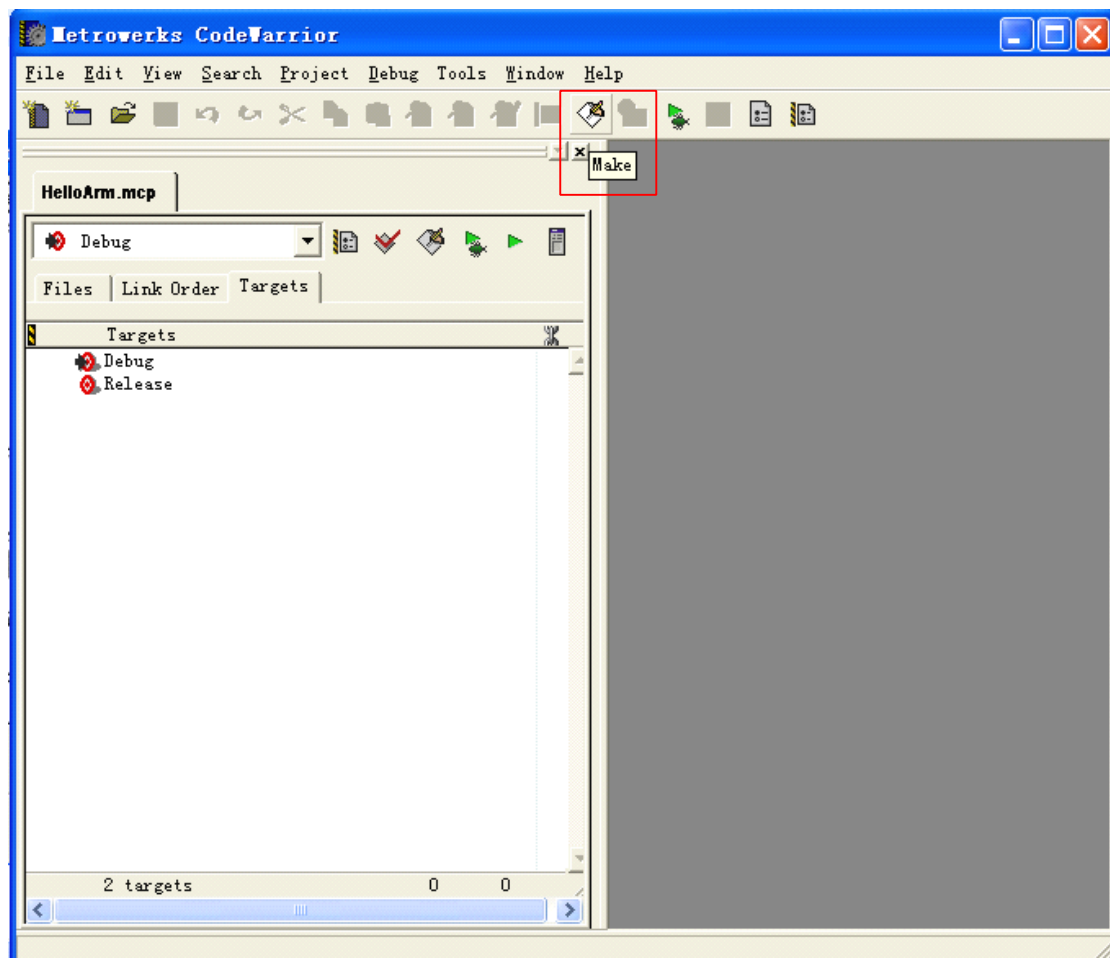 Metrowerks CodeWarrior
File Edit View Search Project Debug Tools Window Help
Make
HelloArm.mcp
Debug
Files Link Order Targets
Targets
Debug
Release
2 targets 0 0